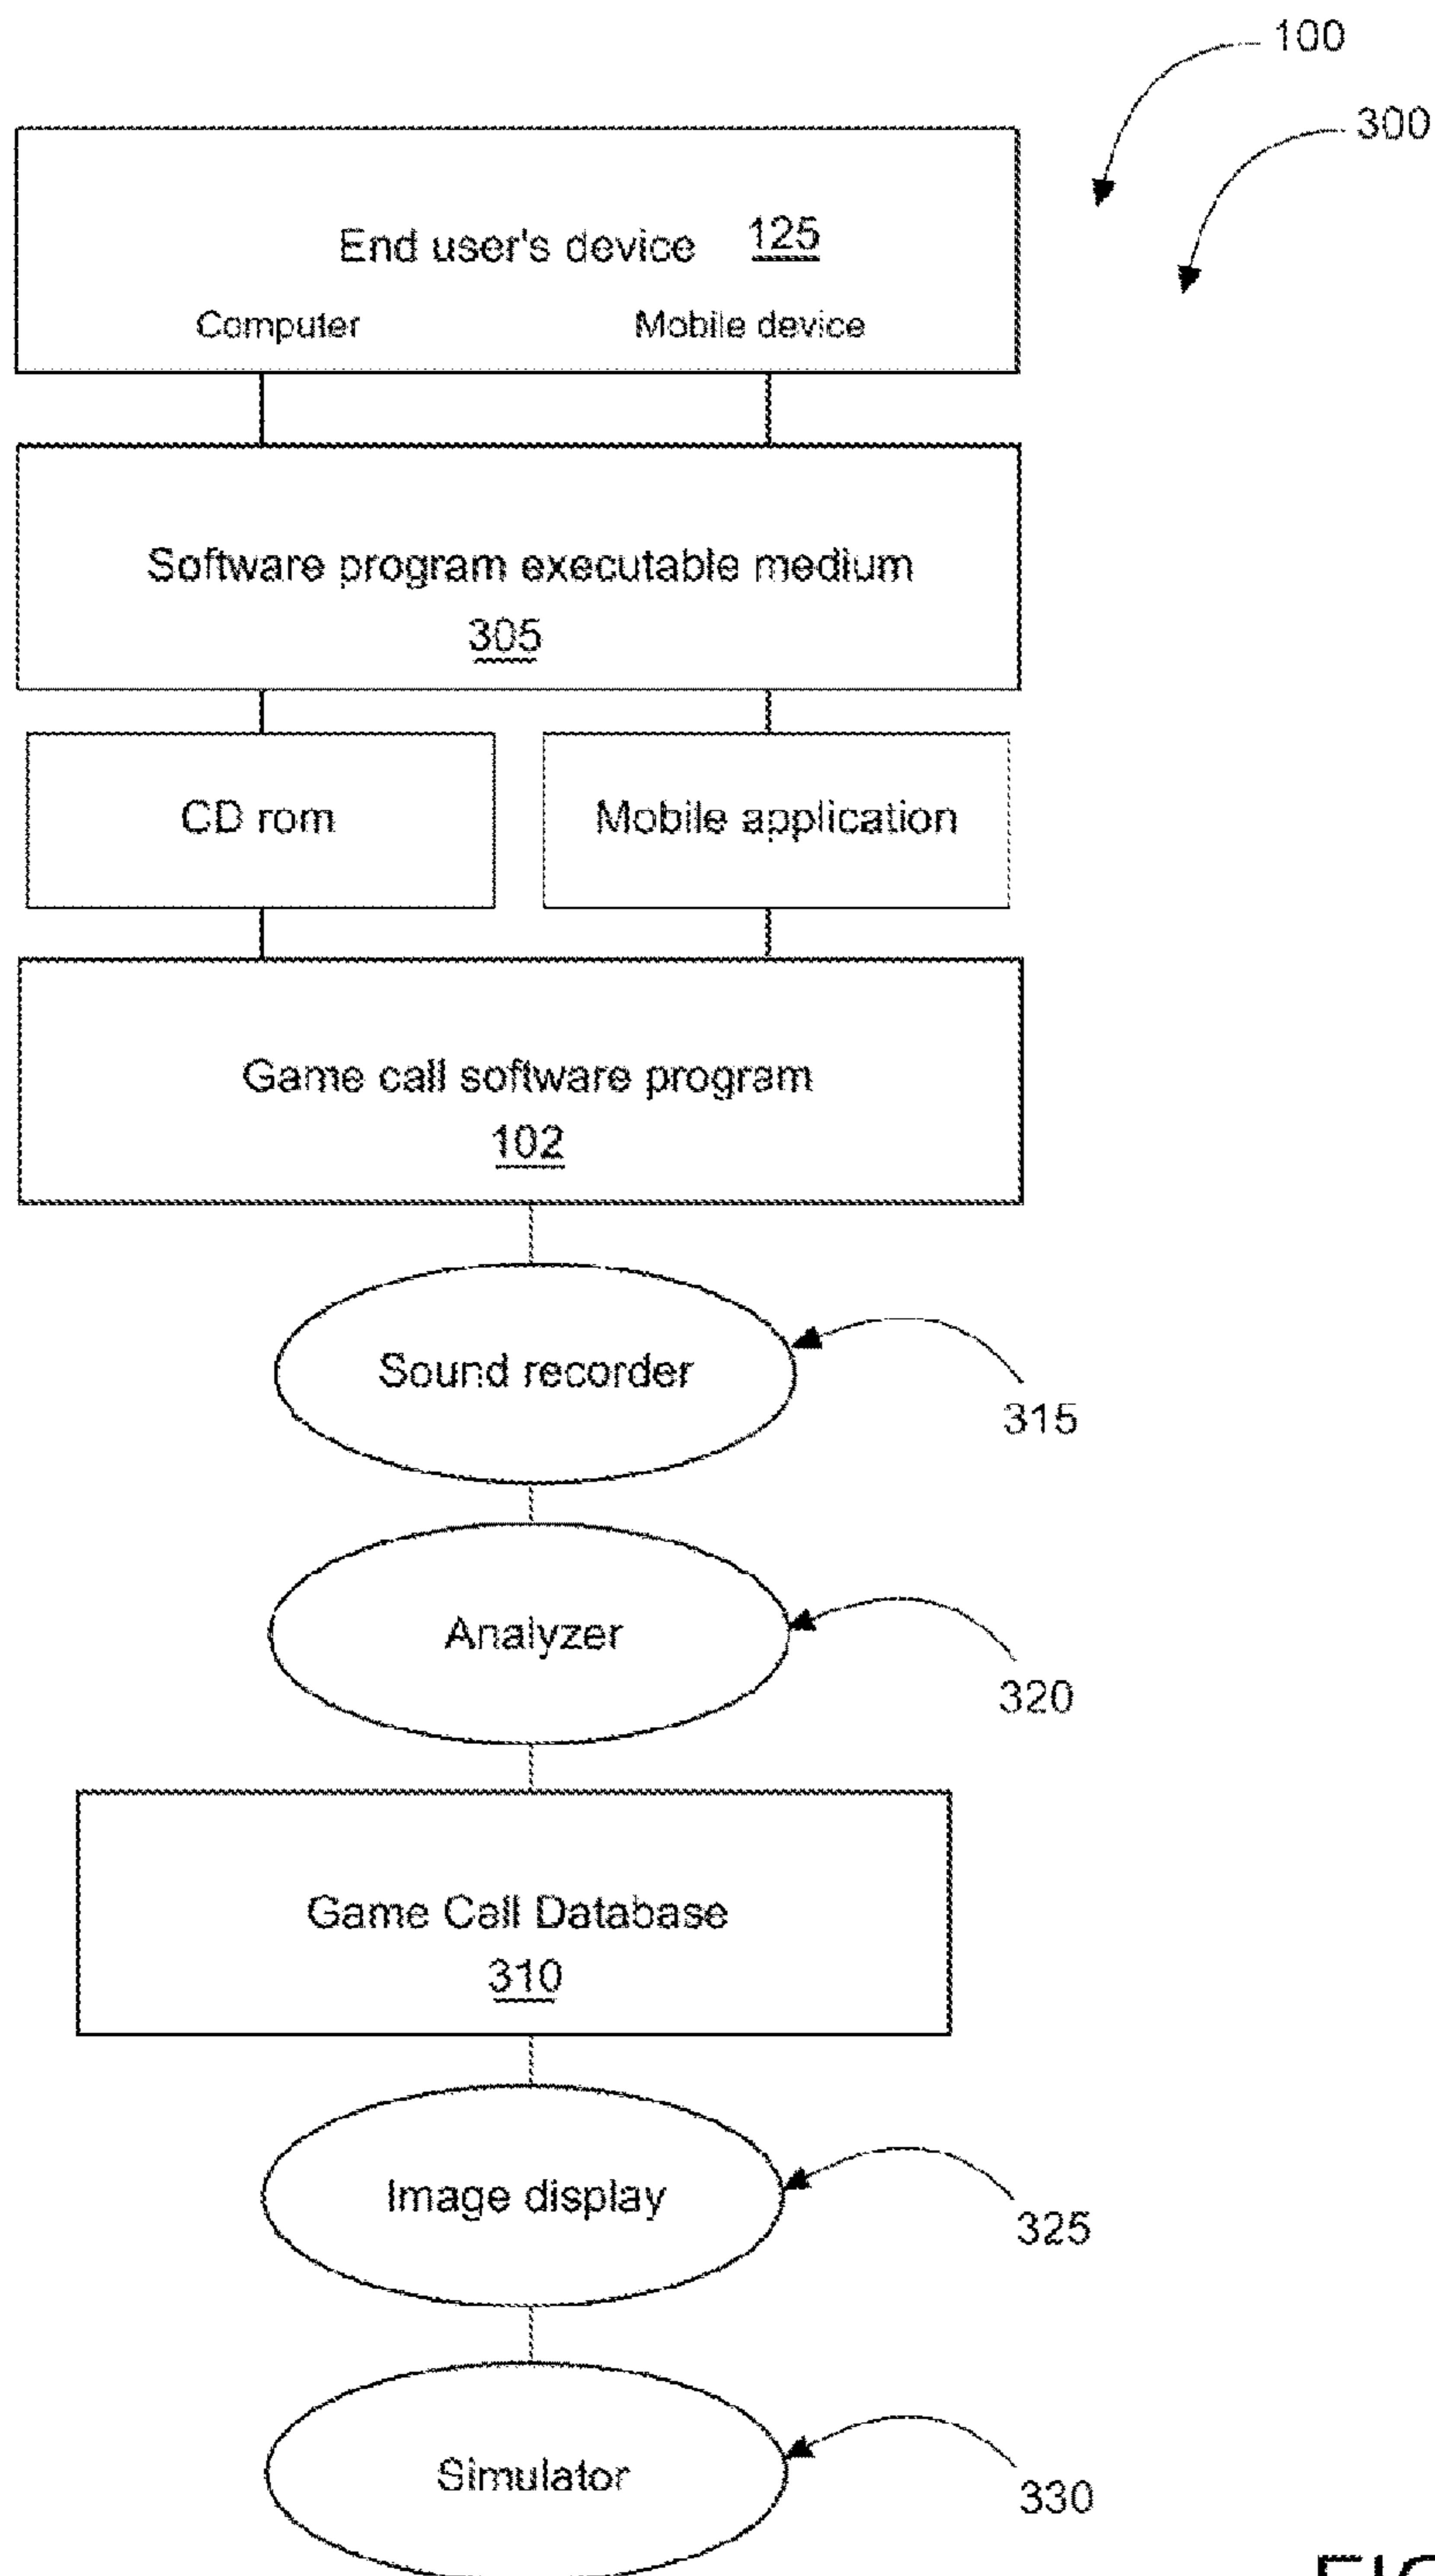 100
300
End user's device 125
Computer Mobile device
Software program executable medium
305
CD rom Mobile application
Game call software program
102
Sound recorder
315
Analyzer
320
Game Call Database
310
Image display
325
Simulator
330